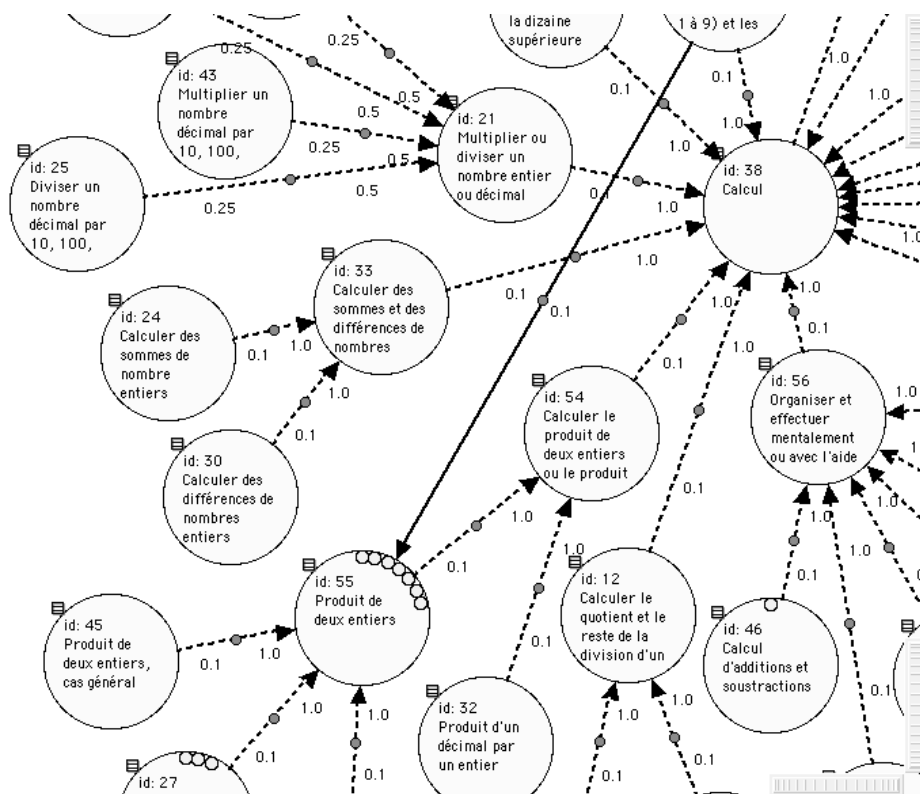 la dizaine
supérieure
1 à 9) et les
1.0
0.25
0.25
id: 43
Multiplier un
nombre
décimal par
10, 100,
0.1
1.0
0.5
0.1
0.5
id: 21
Multiplier ou
diviser un
nombre entier
ou décimal
1.0
0.25
1.0
id: 25
Diviser un
nombre
décimal par
10, 100,
0.5
0.5
id: 38
Calcul
0.25
0.1
1.0
1.0
1.0
id: 33
Calculer des
sommes et des
différences de
nombres
0.1
0.1
1.0
1.0
id: 24
Calculer des
sommes de
nombre
entiers
0.1
1.0
0.1
1.0
0.1
id: 56
Organiser et
effectuer
mentalement
ou avec l'aide
1.0
1.0
id: 54
Calculer le
produit de
deux entiers
ou le produit
0.1
0.1
id: 30
Calculer des
différences de
nombres
entiers
1.0
1.0
1.0
1.0
0.1
0.1
id: 55
Produit de
deux entiers
id: 12
Calculer le
quotient et le
reste de la
division d'un
id: 45
Produit de
deux entiers,
cas général
0.1
1.0
0.1
id: 46
Calcul
d'additions et
soustractions
0.1
1.0
1.0
id: 32
Produit d'un
décimal par
un entier
1.0
1.0
0.1
0.1
0.1
0.1
id: 27